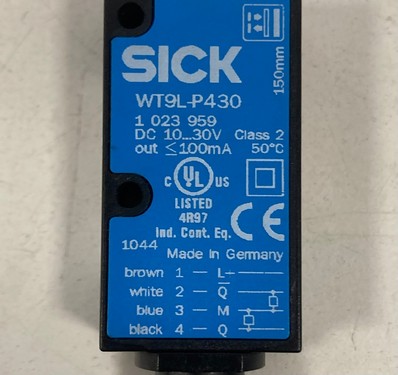 150mm
SICK
WT9L-P430
1 023 959
DC 10...30V Class 2
out ≤100mA 50°C
C UL US
LISTED
4R97
Ind. Cont. Eq.
CE
1044 Made in Germany
brown 1 — L+
white 2 — Q̅
blue 3 — M
black 4 — Q